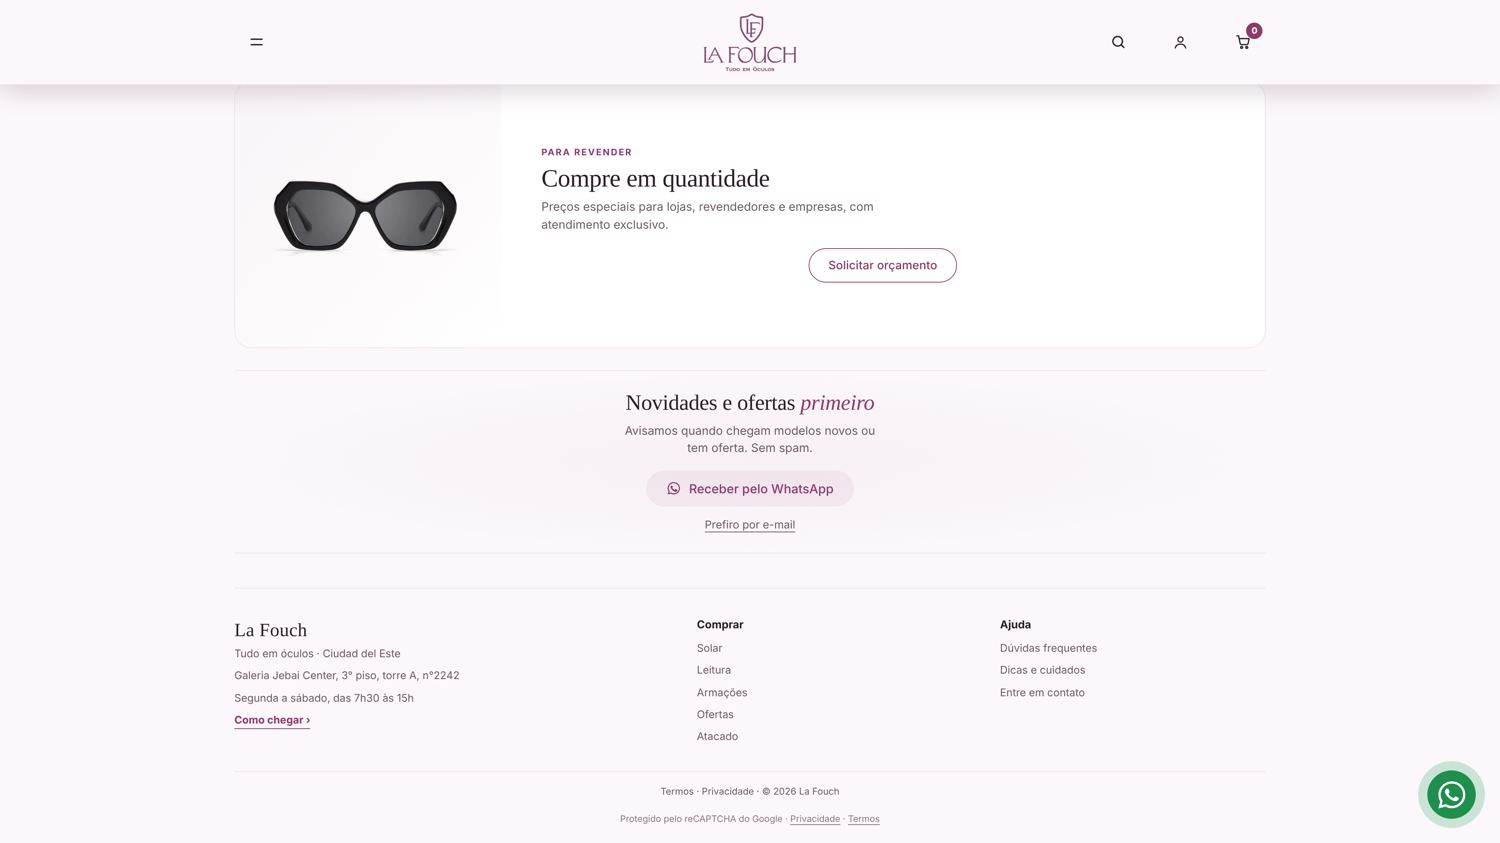 LF
LA FOUCH
Tudo em Óculos
0
PARA REVENDER
Compre em quantidade
Preços especiais para lojas, revendedores e empresas, com
atendimento exclusivo.
Solicitar orçamento
Novidades e ofertas primeiro
Avisamos quando chegam modelos novos ou
tem oferta. Sem spam.
Receber pelo WhatsApp
Prefiro por e-mail
La Fouch
Tudo em óculos · Ciudad del Este
Galeria Jebai Center, 3° piso, torre A, n°2242
Segunda a sábado, das 7h30 às 15h
Como chegar ›
Comprar
Solar
Leitura
Armações
Ofertas
Atacado
Ajuda
Dúvidas frequentes
Dicas e cuidados
Entre em contato
Termos · Privacidade · © 2026 La Fouch
Protegido pelo reCAPTCHA do Google · Privacidade · Termos